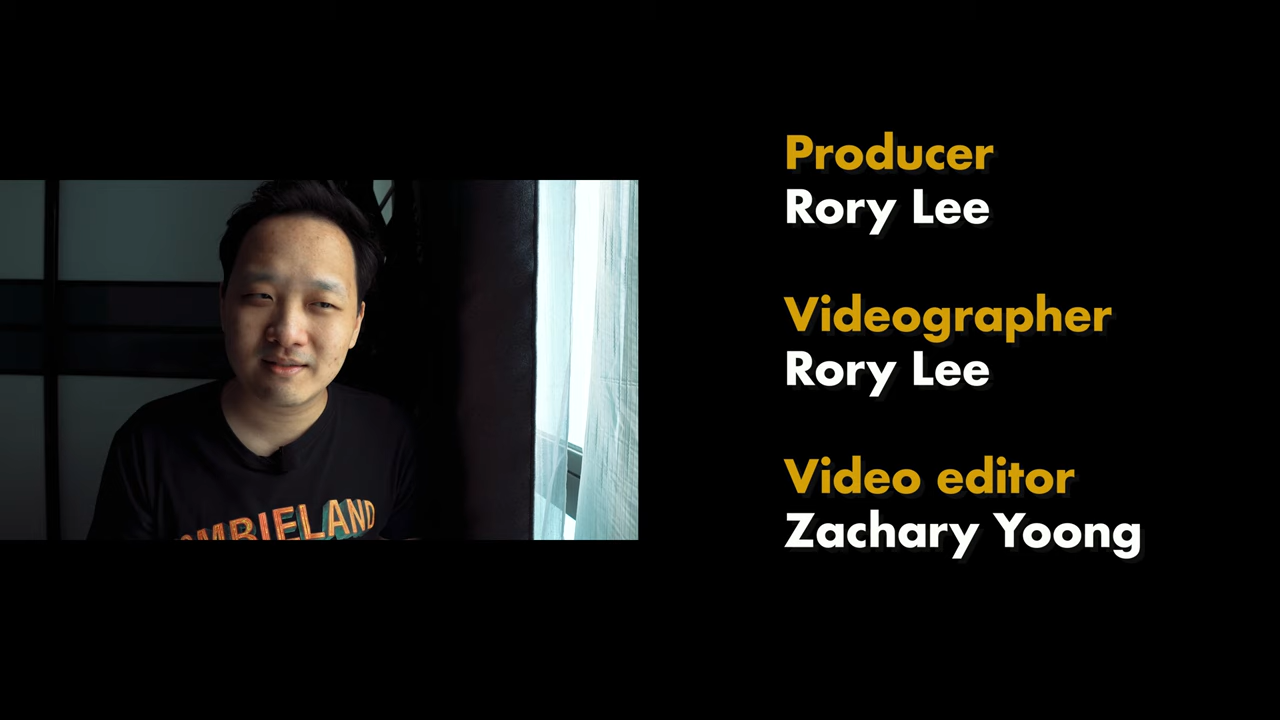 Producer
Rory Lee
Videographer
Rory Lee
Video editor
Zachary Yoong